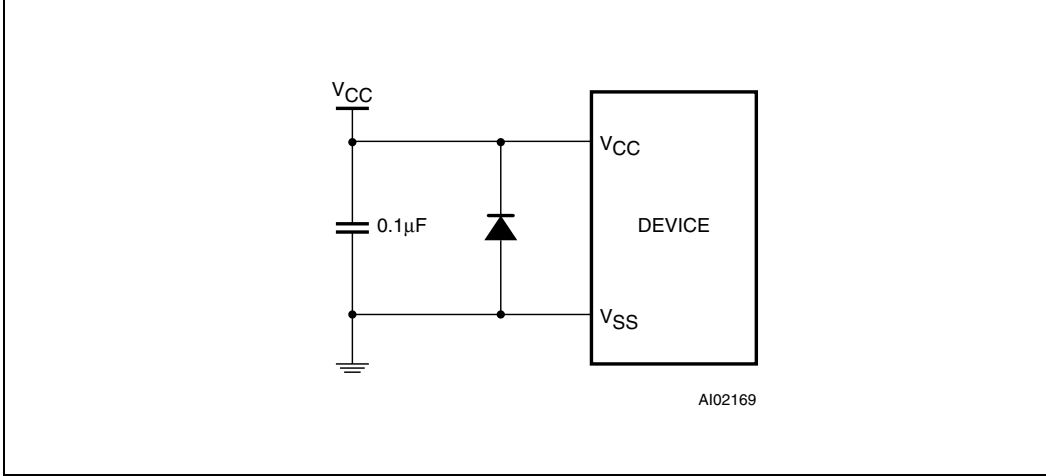 VCC
VCC
0.1μF
DEVICE
VSS
AI02169